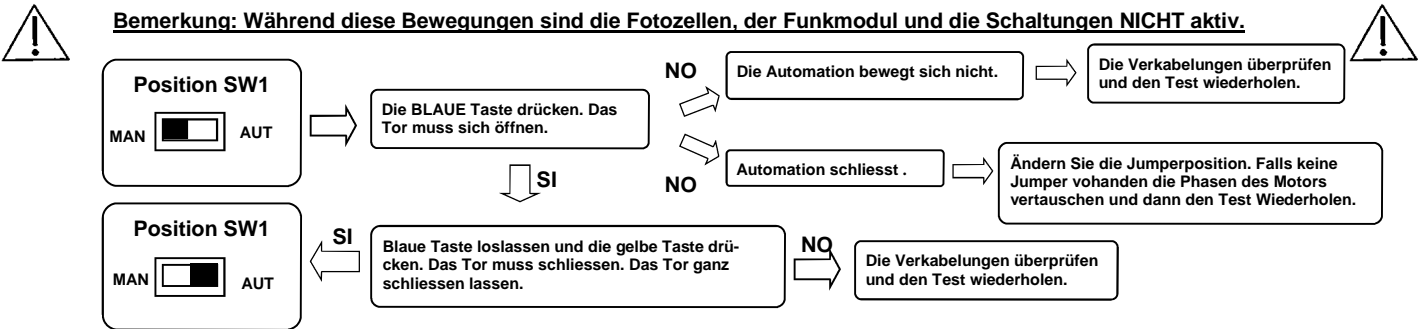 Bemerkung: Während diese Bewegungen sind die Fotozellen, der Funkmodul und die Schaltungen NICHT aktiv.
Position SW1
MAN
AUT
Die BLAUE Taste drücken. Das
Tor muss sich öffnen.
NO
Die Automation bewegt sich nicht.
Die Verkabelungen überprüfen
und den Test wiederholen.
NO
Automation schliesst .
Ändern Sie die Jumperposition. Falls keine
Jumper vohanden die Phasen des Motors
vertauschen und dann den Test Wiederholen.
SI
Blaue Taste loslassen und die gelbe Taste drü-
cken. Das Tor muss schliessen. Das Tor ganz
schliessen lassen.
NO
Die Verkabelungen überprüfen
und den Test wiederholen.
SI
Position SW1
MAN
AUT